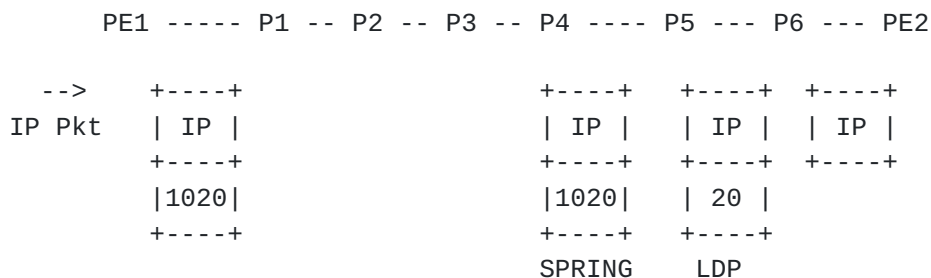 PE1 ----- P1 -- P2 -- P3 -- P4 ---- P5 --- P6 --- PE2
--> +----+ +----+ +----+ +----+
IP Pkt | IP | | IP | | IP | | IP |
+----+ +----+ +----+ +----+
|1020| |1020| | 20 |
+----+ +----+ +----+
SPRING LDP